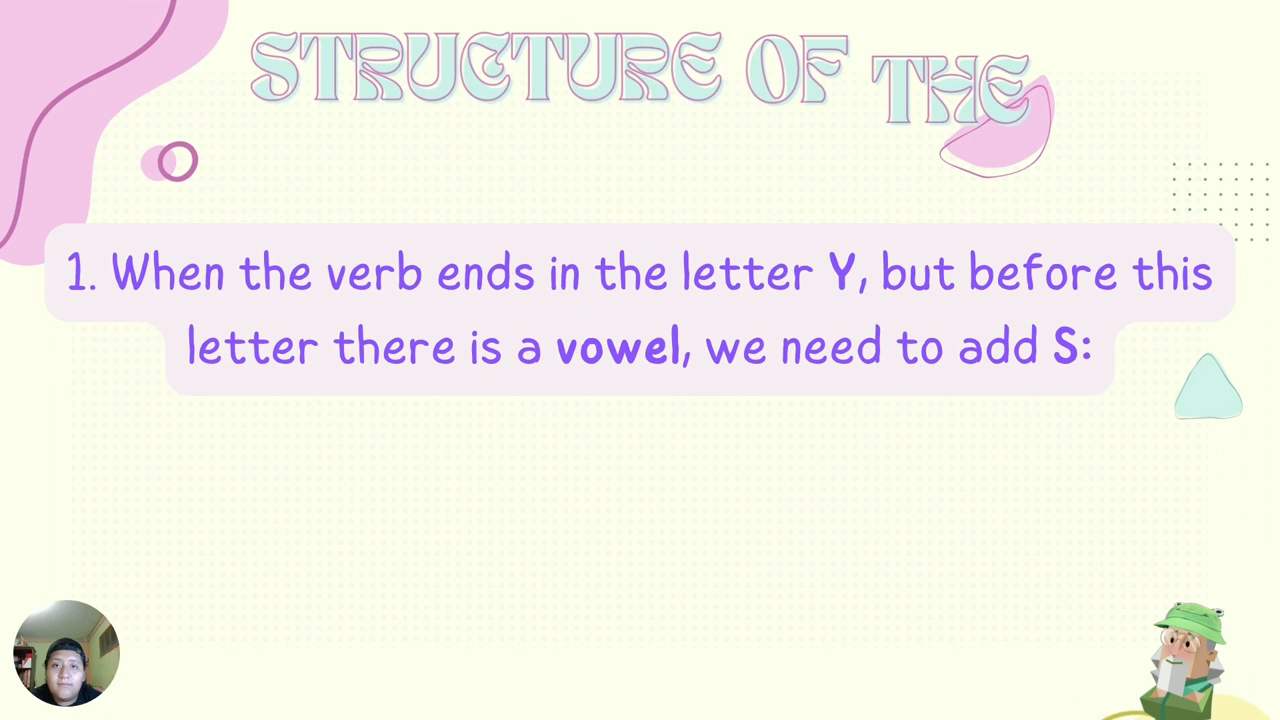 STRUCTURE OF THE
1. When the verb ends in the letter Y, but before this
letter there is a vowel, we need to add S: